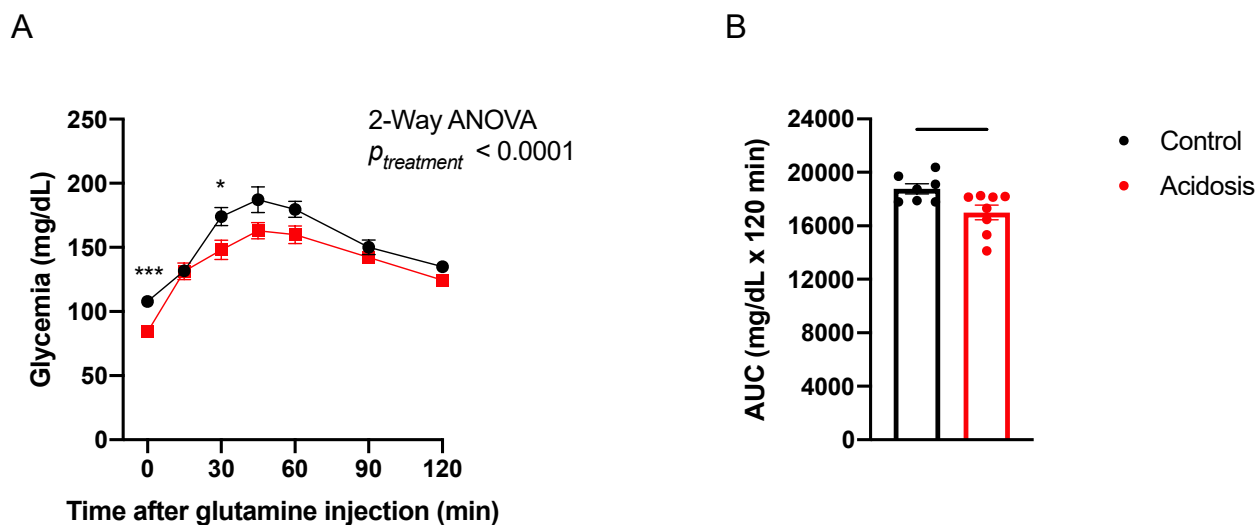 A
2-Way ANOVA
p_treatment < 0.0001
Glycemia (mg/dL)
250
200
150
100
50
0
***
*
0 30 60 90 120
Time after glutamine injection (min)
B
AUC (mg/dL x 120 min)
24000
20000
16000
12000
8000
4000
0
Control
Acidosis